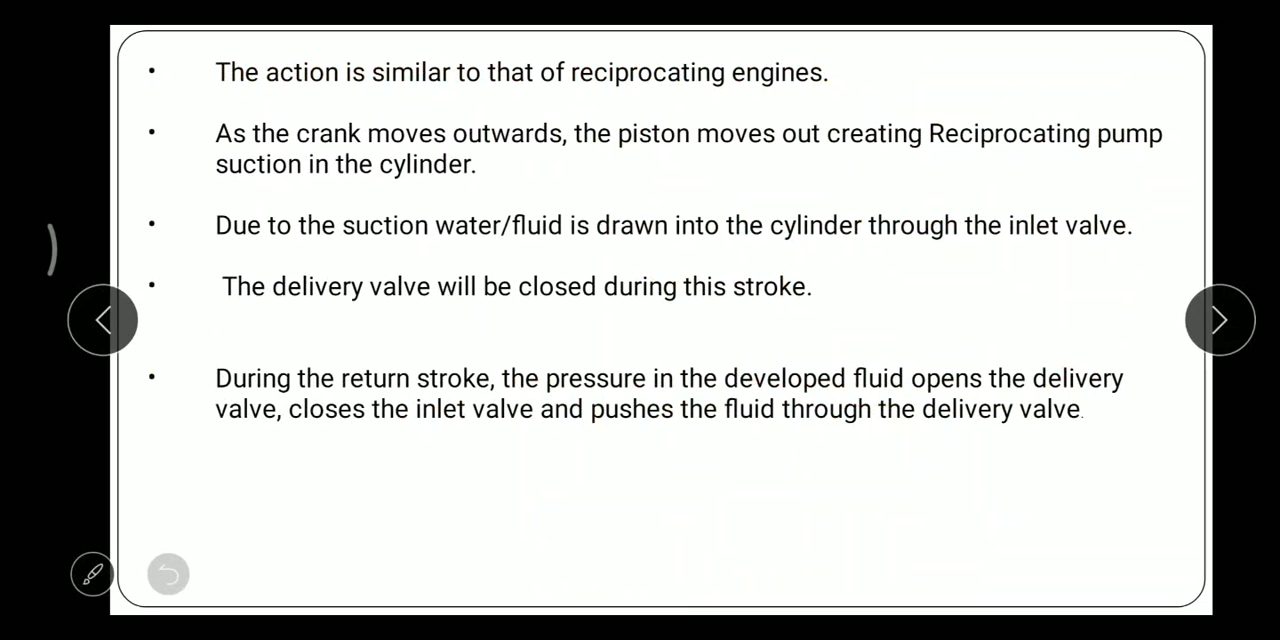 • The action is similar to that of reciprocating engines.
• As the crank moves outwards, the piston moves out creating Reciprocating pump
suction in the cylinder.
• Due to the suction water/fluid is drawn into the cylinder through the inlet valve.
• The delivery valve will be closed during this stroke.
• During the return stroke, the pressure in the developed fluid opens the delivery
valve, closes the inlet valve and pushes the fluid through the delivery valve.